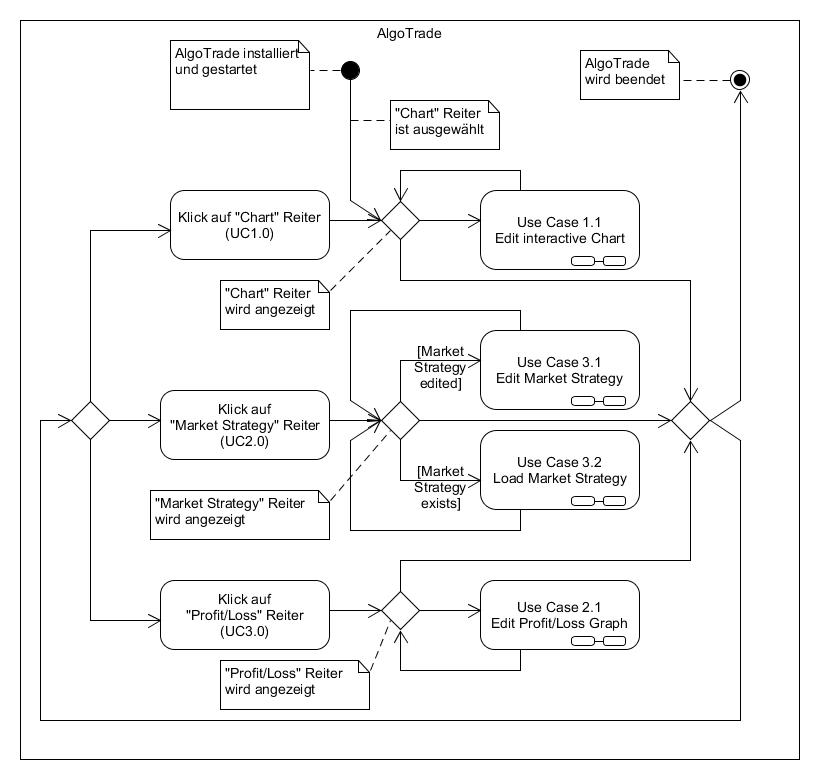 AlgoTrade
AlgoTrade installiert
und gestartet
AlgoTrade
wird beendet
"Chart" Reiter
ist ausgewählt
Klick auf "Chart" Reiter
(UC1.0)
Use Case 1.1
Edit interactive Chart
"Chart" Reiter
wird angezeigt
[Market
Strategy
edited]
Use Case 3.1
Edit Market Strategy
Klick auf
"Market Strategy" Reiter
(UC2.0)
[Market
Strategy
exists]
Use Case 3.2
Load Market Strategy
"Market Strategy" Reiter
wird angezeigt
Klick auf
"Profit/Loss" Reiter
(UC3.0)
Use Case 2.1
Edit Profit/Loss Graph
"Profit/Loss" Reiter
wird angezeigt